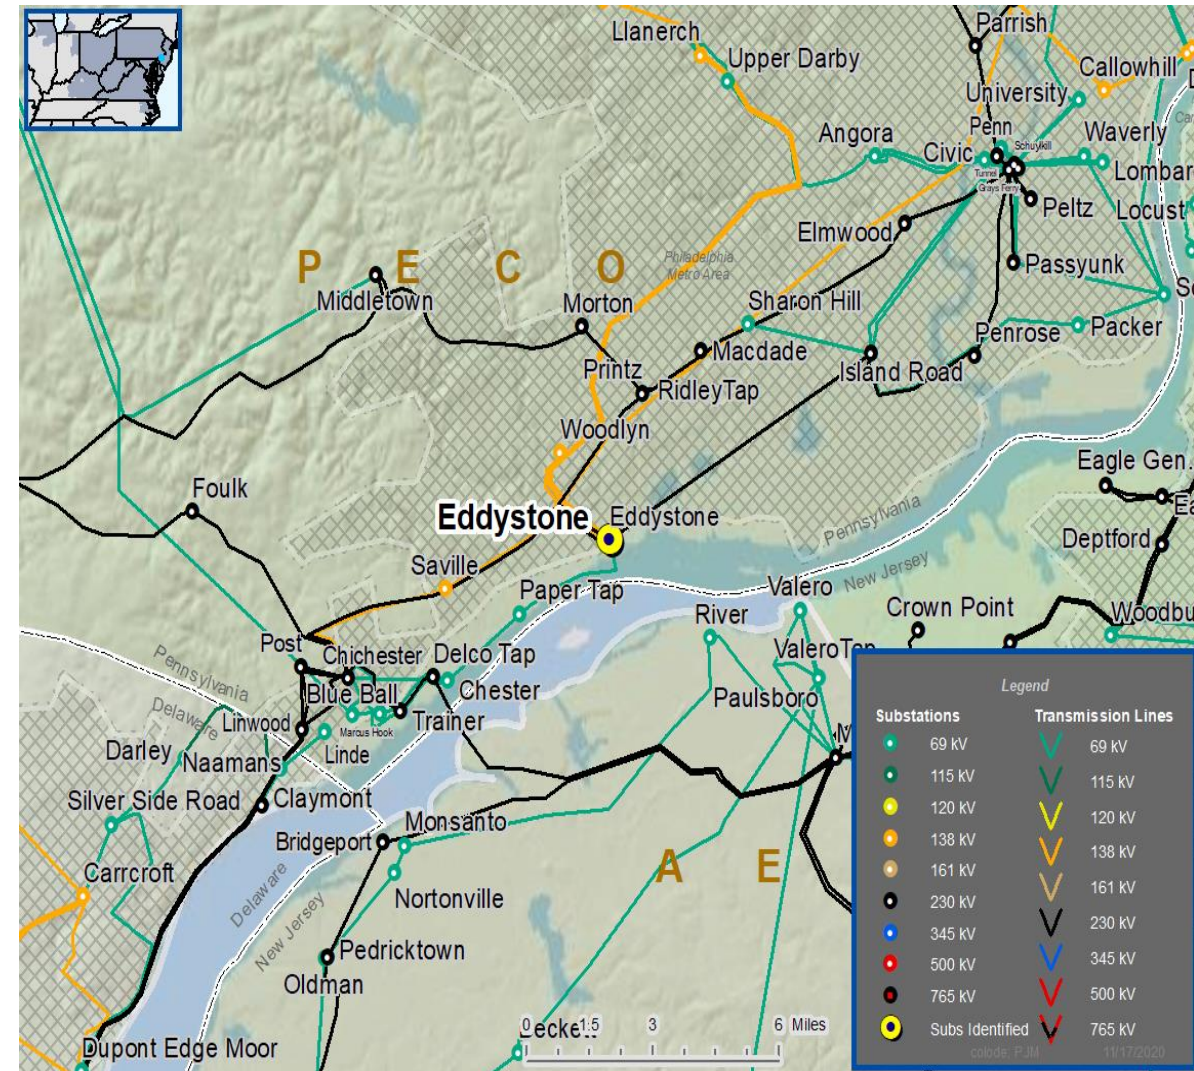 Parrish
Llanerch
Upper Darby
Callowhill
University
Penn
Schuylkill
Waverly
Angora
Civic
Tunnel
Grays Ferry
Lombar
Peltz
Locust
Elmwood
P E C O
Philadelphia
Metro Area
Passyunk
Middletown
Morton
Sharon Hill
Penrose
Packer
Macdade
Island Road
Printz
RidleyTap
Woodlyn
Foulk
Eagle Gen.
Eddystone
Eddystone
Pennsylvania
Deptford
Saville
New Jersey
Paper Tap
Valero
River
Crown Point
Woodbu
Post
Chichester
Delco Tap
ValeroTap
Pennsylvania
Blue Ball
Chester
Paulsboro
Delaware
Linwood
Trainer
Marcus Hook
Darley
Naamans
Linde
Silver Side Road
Claymont
Bridgeport
Monsanto
A E
Carrcroft
Nortonville
Delaware
New Jersey
Pedricktown
Oldman
Dupont Edge Moor
0 1.5 3 6 Miles
Legend
Substations Transmission Lines
69 kV 69 kV
115 kV 115 kV
120 kV 120 kV
138 kV 138 kV
161 kV 161 kV
230 kV 230 kV
345 kV 345 kV
500 kV 500 kV
765 kV 765 kV
Subs Identified
11/17/2020